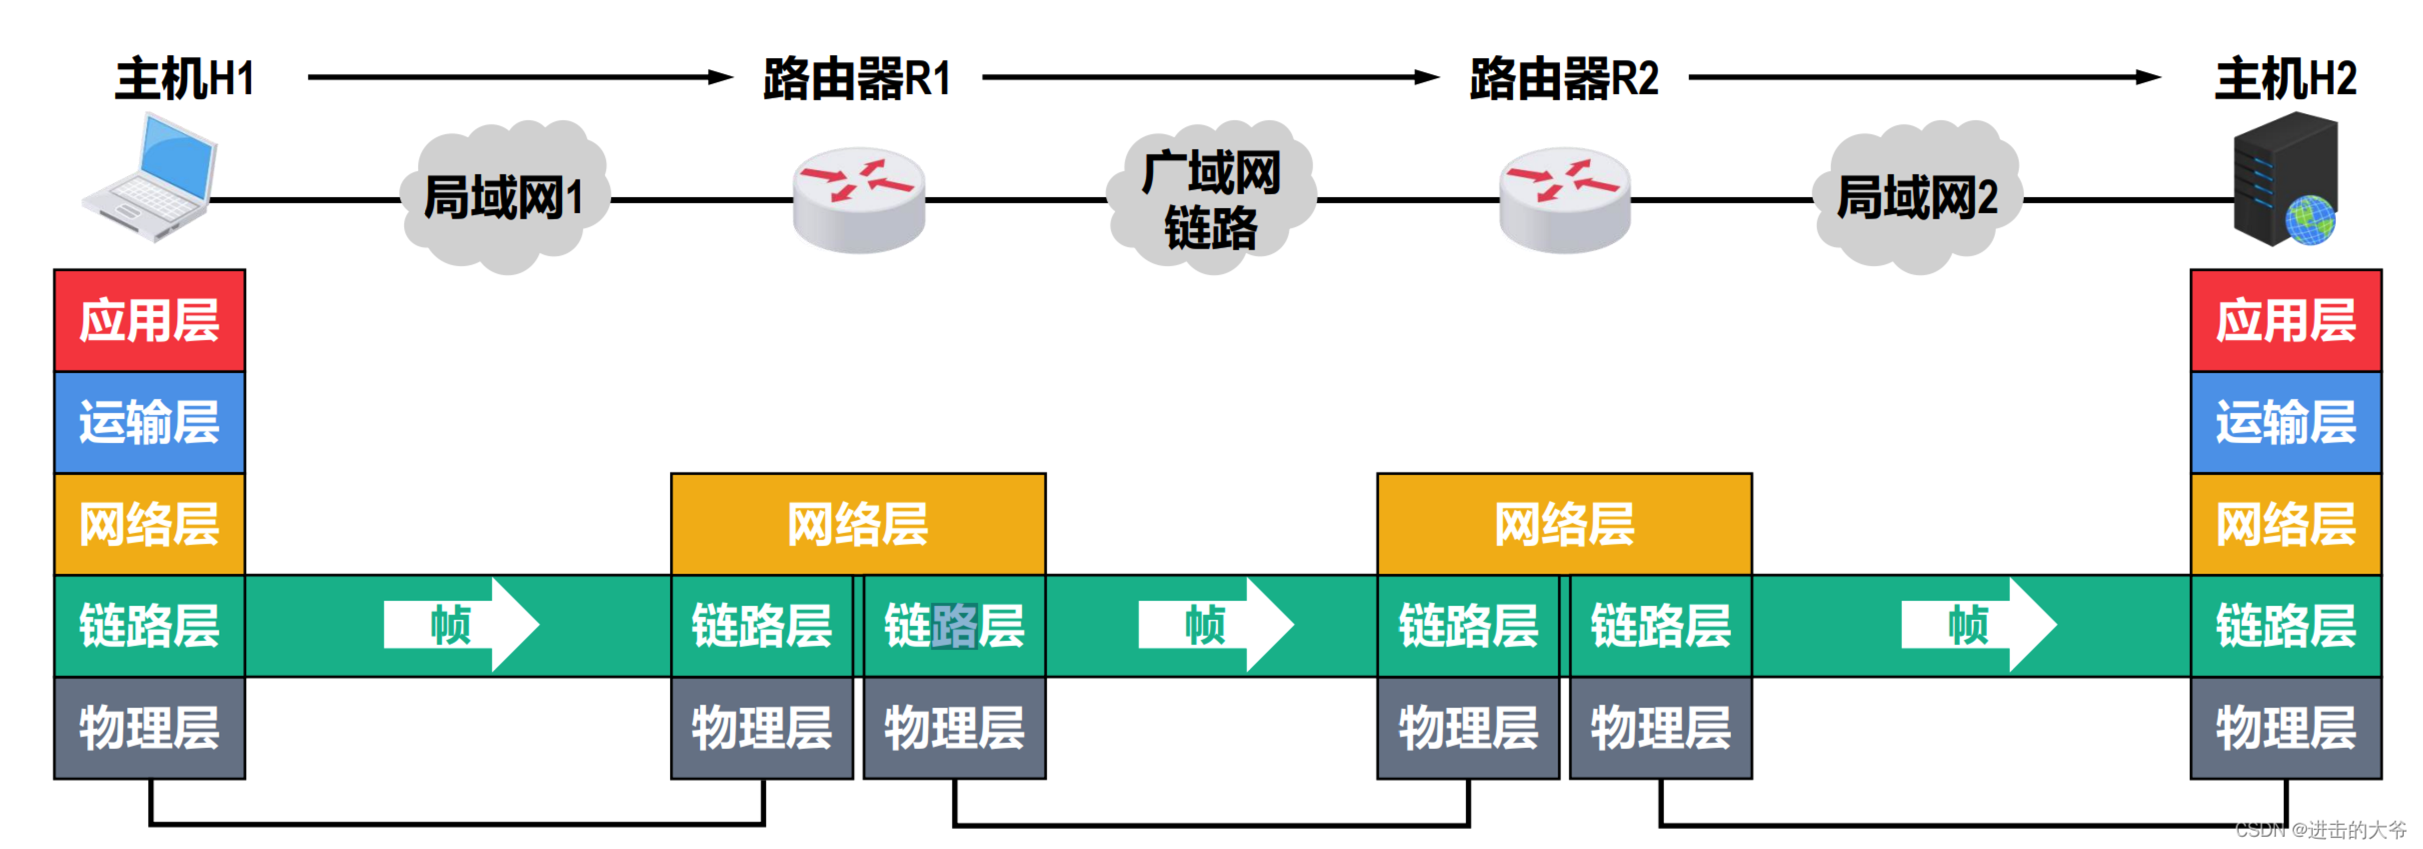 主机H1
路由器R1
路由器R2
主机H2
局域网1
广域网
链路
局域网2
应用层
应用层
运输层
运输层
网络层
网络层
网络层
网络层
链路层
帧
链路层
链路层
帧
链路层
链路层
帧
链路层
物理层
物理层
物理层
物理层
物理层
物理层
CSDN @进击的大爷